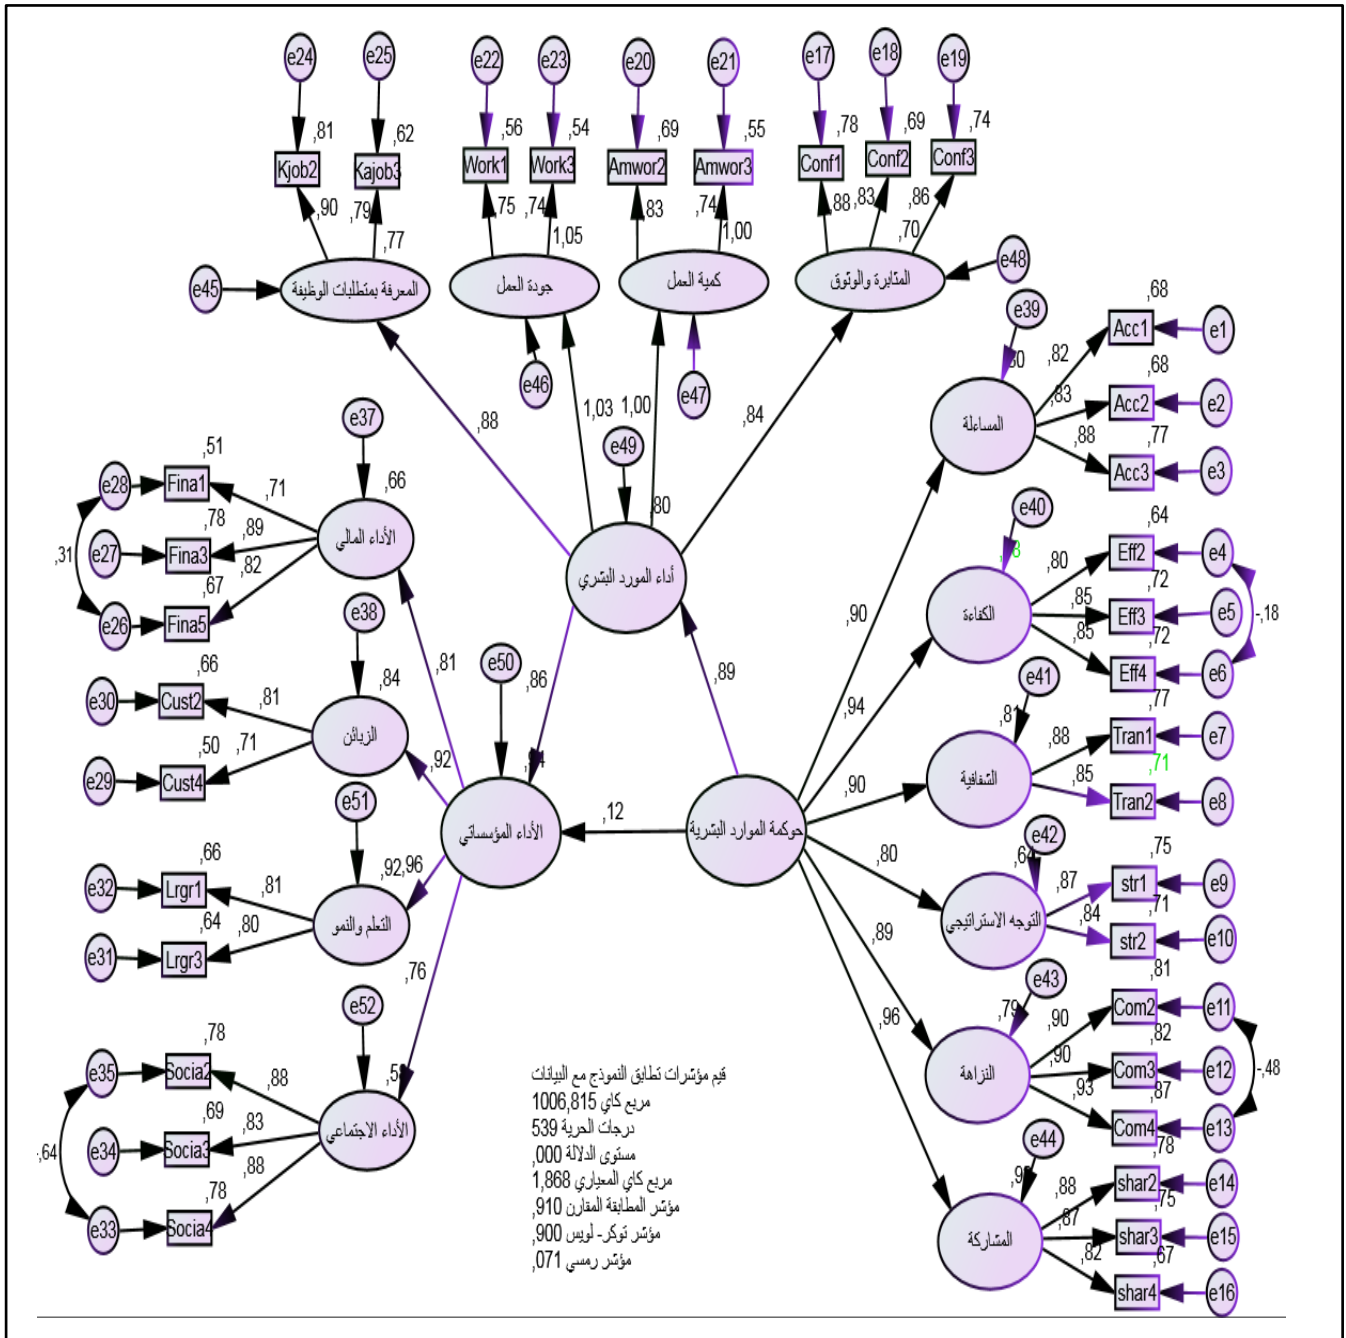 e24
e25
e22
e23
e20
e21
e17
e18
e19
,81
,62
,56
,54
,69
,55
,78
,69
,74
Kjob2
Kajob3
Work1
Work3
Amwor2
Amwor3
Conf1
Conf2
Conf3
,90
,79
,75
,74
,83
,74
,88
,83
,86
,77
1,05
1,00
,70
e45
المعرفة بمتطلبات الوظيفة
جودة العمل
كمية العمل
المثابرة والوثوق
e48
e46
e47
,88
1,03
1,00
,84
e49
,80
أداء المورد البشري
e39
,82
,83
,88
المساءلة
,68
Acc1
e1
,68
Acc2
e2
,77
Acc3
e3
e40
الكفاءة
,80
,85
,85
,64
Eff2
e4
,72
Eff3
e5
-,18
,72
Eff4
e6
e41
,81
الشفافية
,88
,85
,77
Tran1
e7
,71
Tran2
e8
e42
,64
التوجه الاستراتيجي
,87
,84
,75
str1
e9
,71
str2
e10
e43
,79
النزاهة
,90
,90
,93
,81
Com2
e11
,82
Com3
e12
-,48
,87
Com4
e13
e44
المشاركة
,88
,87
,82
,78
shar2
e14
,75
shar3
e15
,67
shar4
e16
,90
,94
,90
,80
,89
,96
حوكمة الموارد البشرية
,89
,12
,86
e50
,94
الأداء المؤسساتي
,81
,92
,92
,96
,76
e37
,66
الأداء المالي
,51
e28
Fina1
,71
,78
,31
e27
Fina3
,89
,67
e26
Fina5
,82
e38
,84
الزبائن
,66
e30
Cust2
,81
,50
e29
Cust4
,71
e51
التعلم والنمو
,66
e32
Lrgr1
,81
,64
e31
Lrgr3
,80
e52
الأداء الاجتماعي
,78
e35
Socia2
,88
,69
-,64
e34
Socia3
,83
,78
e33
Socia4
,88
قيم مؤشرات تطابق النموذج مع البيانات
مربع كاي 1006,815
درجات الحرية 539
مستوى الدلالة 000,
مربع كاي المعياري 1,868
مؤشر المطابقة المقارن 910,
مؤشر توكر- لويس 900,
مؤشر رمسي 071,